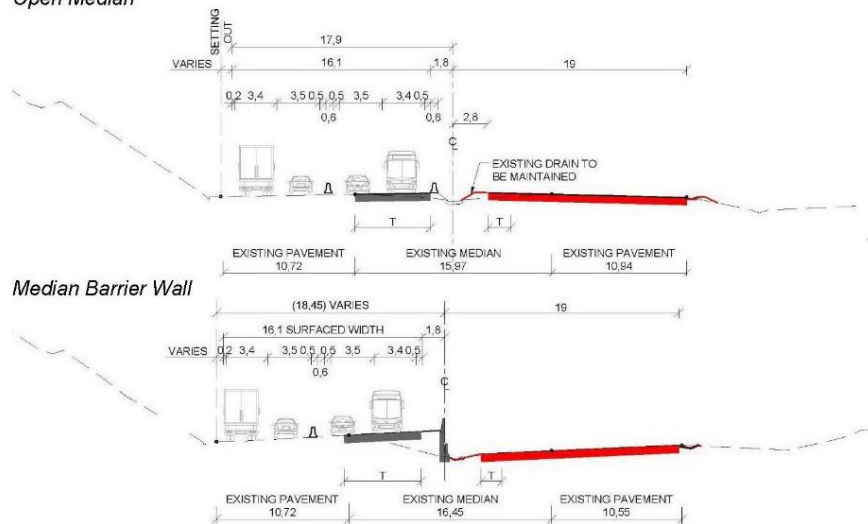 Open Median
SETTING
OUT
17,9
VARIES
16,1
1,8
19
0,2 3,4 3,5 0,5 0,5 3,5 3,4 0,5
0,6
0,6
2,8
C
EXISTING DRAIN TO
BE MAINTAINED
T
T
EXISTING PAVEMENT
10,72
EXISTING MEDIAN
15,97
EXISTING PAVEMENT
10,94
Median Barrier Wall
(18,45) VARIES
19
16,1 SURFACED WIDTH
1,8
VARIES
0,2 3,4 3,5 0,5 0,5 3,5 3,4 0,5
0,6
C
T
T
EXISTING PAVEMENT
10,72
EXISTING MEDIAN
16,45
EXISTING PAVEMENT
10,55